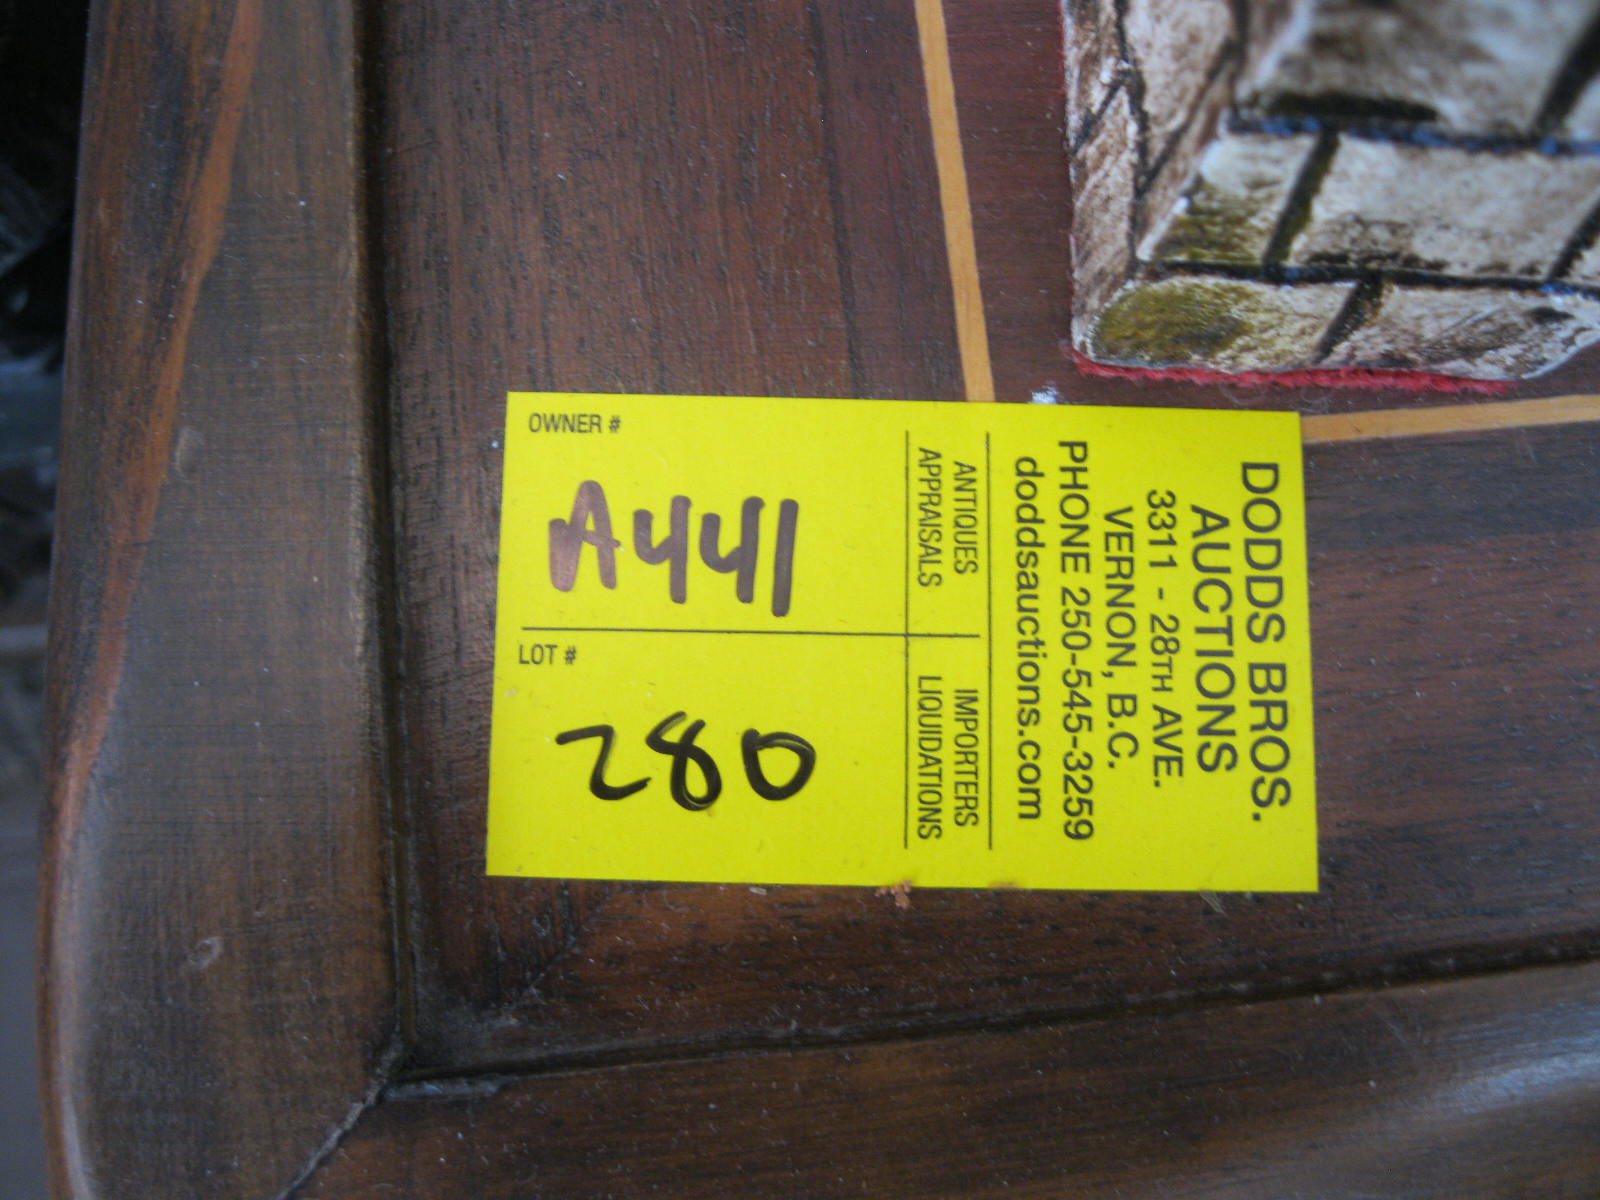 DODDS BROS.
AUCTIONS
3311 - 28TH AVE.
VERNON, B.C.
PHONE 250-545-3259
doddsauctions.com
ANTIQUES
APPRAISALS
IMPORTERS
LIQUIDATIONS
OWNER #
A441
LOT #
280